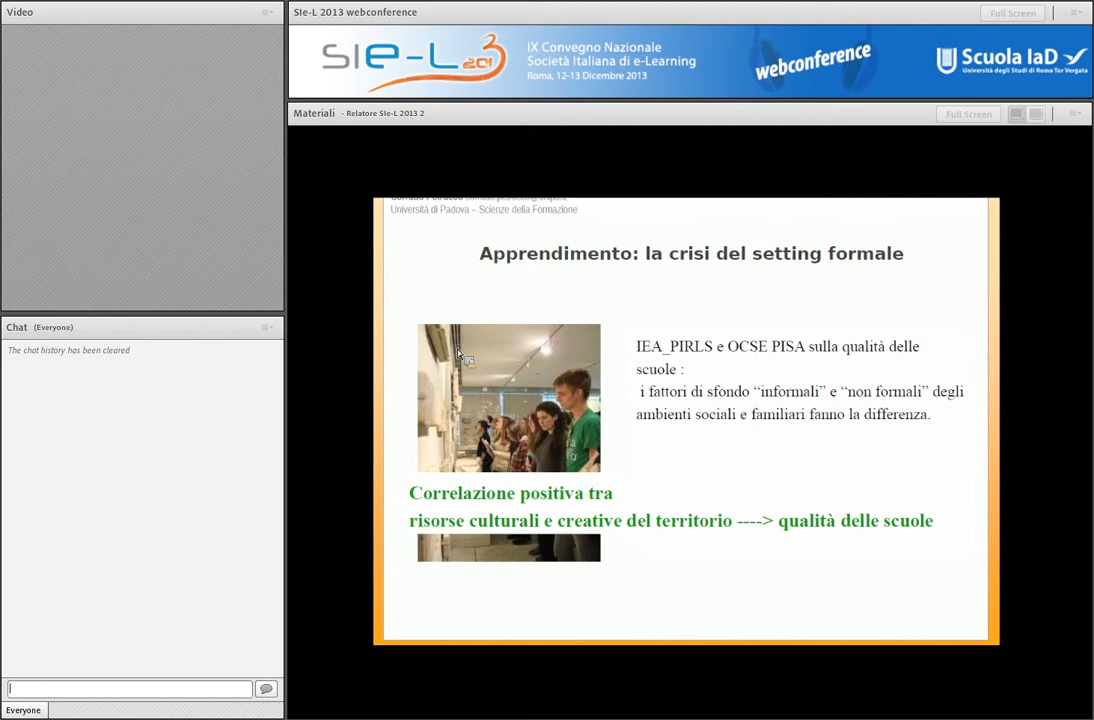 Video
SIe-L 2013 webconference
Full Screen
SIe-L 2013
IX Convegno Nazionale
Società Italiana di e-Learning
Roma, 12-13 Dicembre 2013
webconference
Scuola IaD
Università degli Studi di Roma Tor Vergata
Materiali - Relatore SIe-L 2013 2
Full Screen
Università di Padova – Scienze della Formazione
Apprendimento: la crisi del setting formale
IEA_PIRLS e OCSE PISA sulla qualità delle
scuole :
i fattori di sfondo “informali” e “non formali” degli
ambienti sociali e familiari fanno la differenza.
Correlazione positiva tra
risorse culturali e creative del territorio ----> qualità delle scuole
Chat (Everyone)
The chat history has been cleared
Everyone